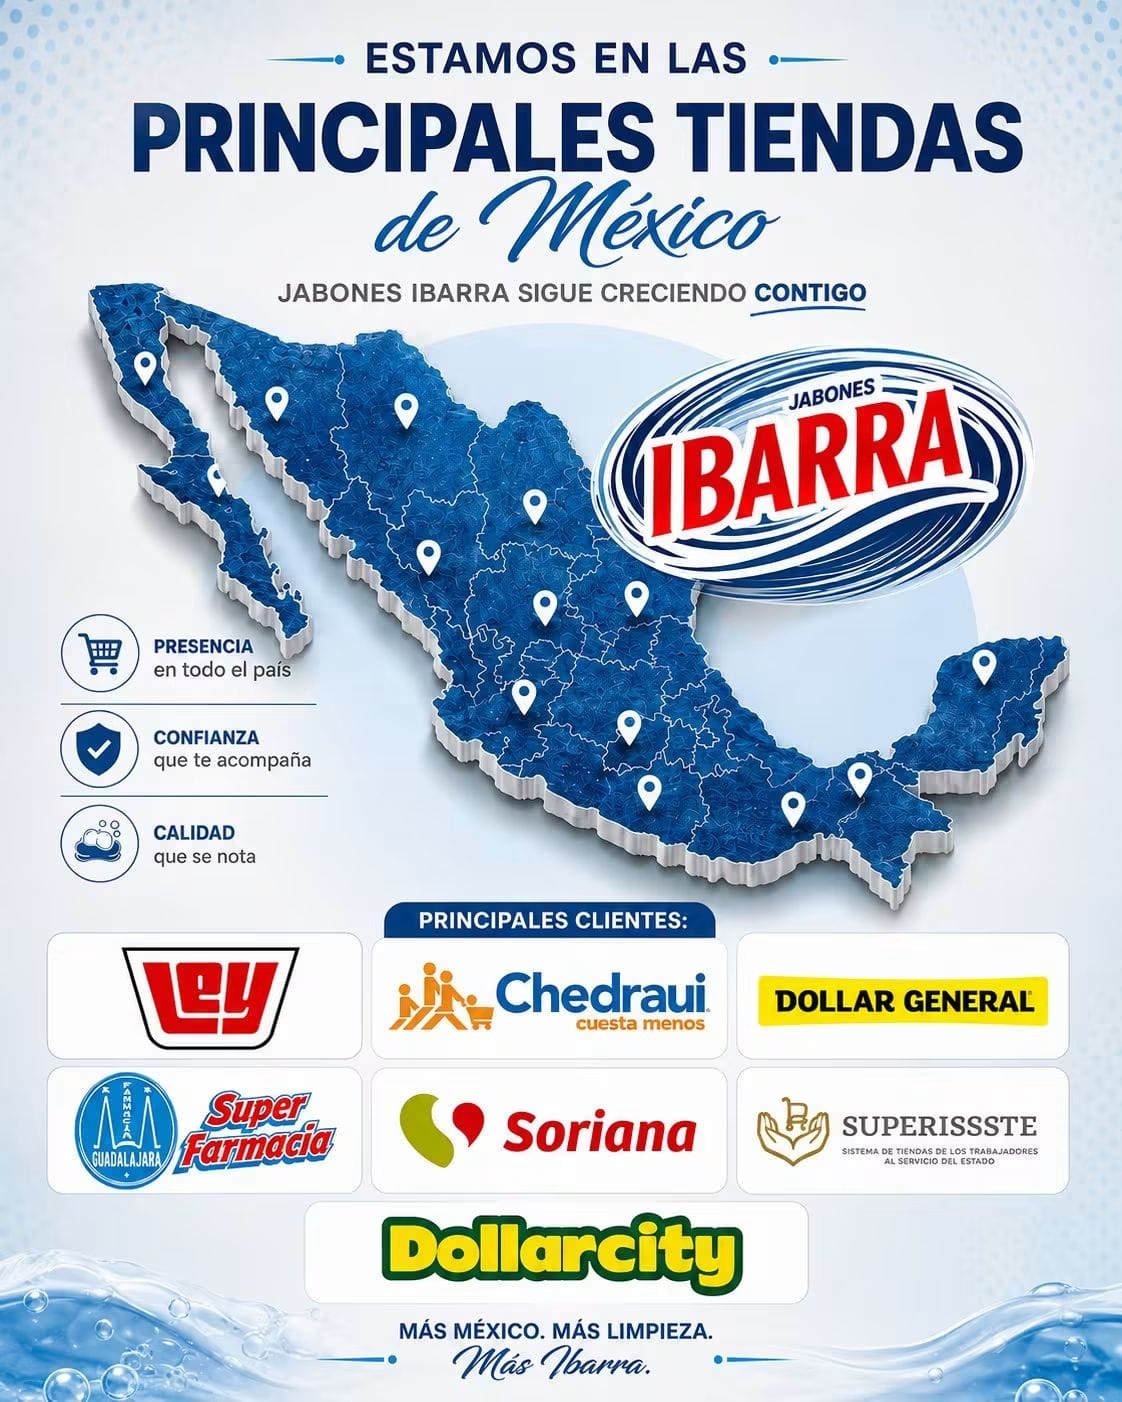 ESTAMOS EN LAS
PRINCIPALES TIENDAS
de México
JABONES IBARRA SIGUE CRECIENDO CONTIGO
JABONES
IBARRA
PRESENCIA
en todo el país
CONFIANZA
que te acompaña
CALIDAD
que se nota
PRINCIPALES CLIENTES:
Ley
Chedraui
cuesta menos
DOLLAR GENERAL
FARMACIA
GUADALAJARA
Super
Farmacia
Soriana
SUPERISSSTE
SISTEMA DE TIENDAS DE LOS TRABAJADORES
AL SERVICIO DEL ESTADO
Dollarcity
MÁS MÉXICO. MÁS LIMPIEZA.
Más Ibarra.